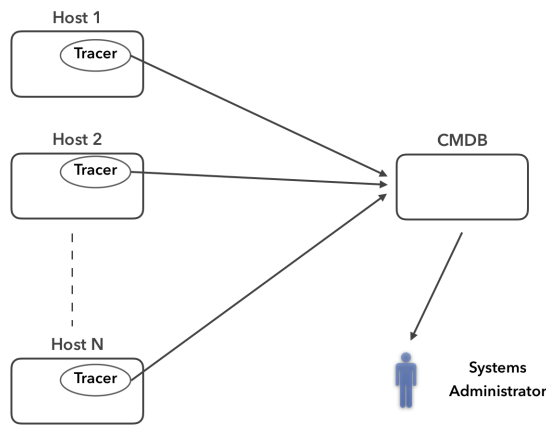 Host 1
Tracer
Host 2
Tracer
CMDB
Host N
Tracer
Systems
Administrator